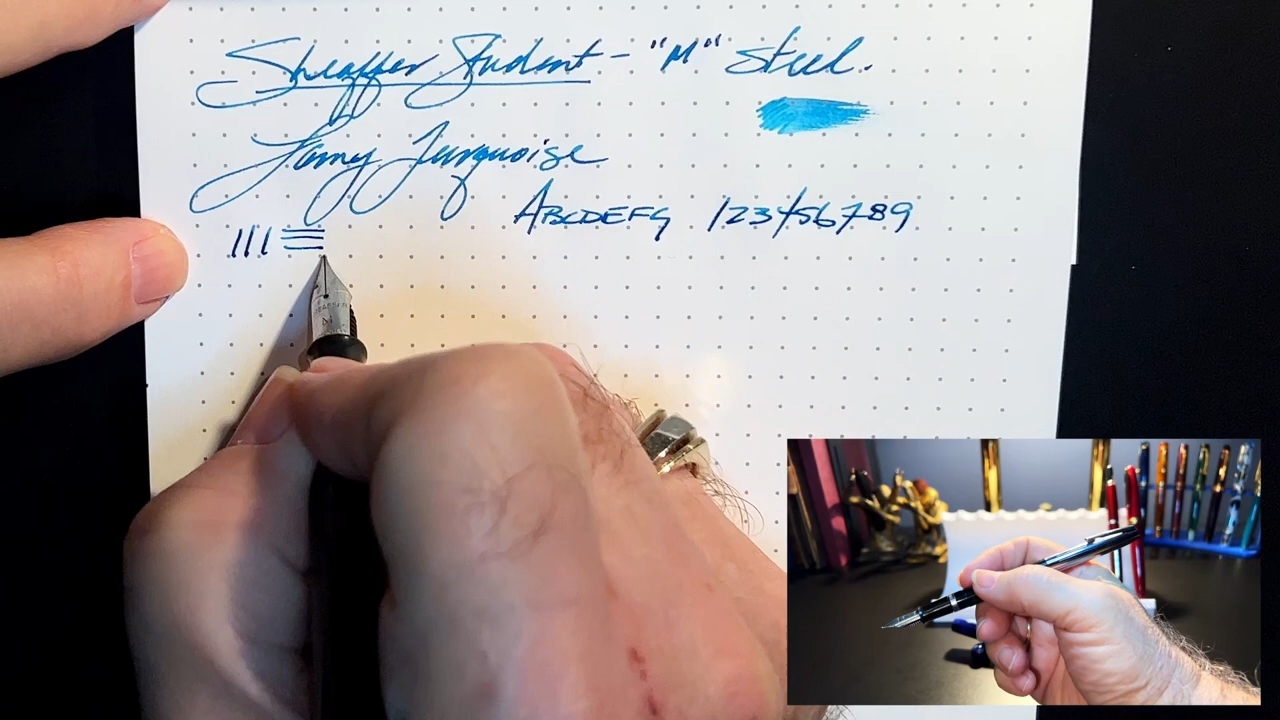 Sheaffer Student - "M" Steel.
Lamy Turquoise
ABCDEFG 123456789